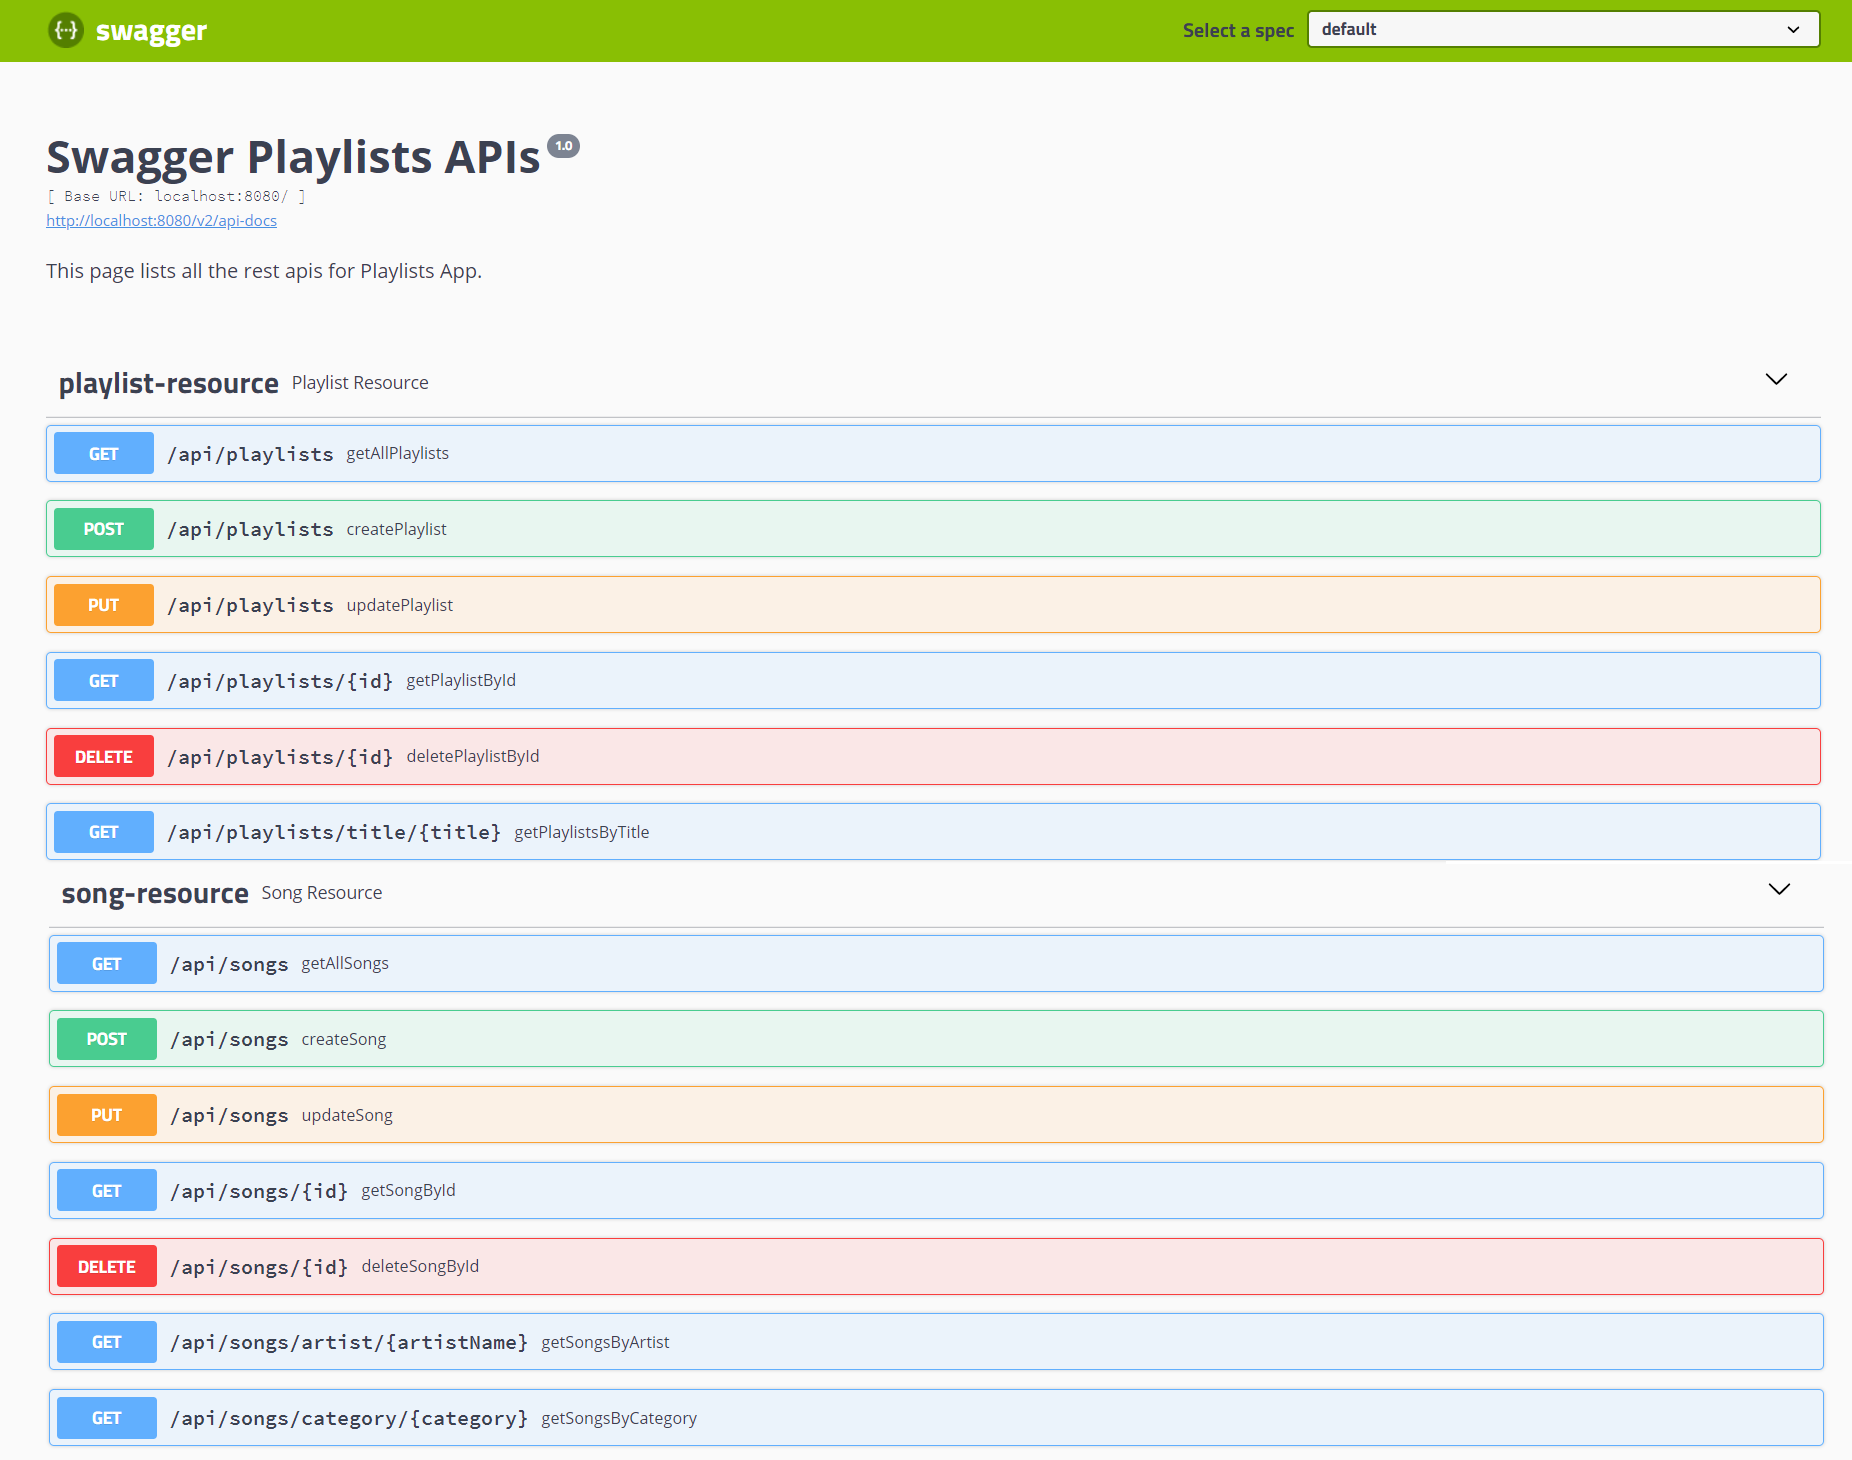 {···} swagger Select a spec default
Swagger Playlists APIs 1.0
[ Base URL: localhost:8080/ ]
http://localhost:8080/v2/api-docs
This page lists all the rest apis for Playlists App.
playlist-resource Playlist Resource
GET /api/playlists getAllPlaylists
POST /api/playlists createPlaylist
PUT /api/playlists updatePlaylist
GET /api/playlists/{id} getPlaylistById
DELETE /api/playlists/{id} deletePlaylistById
GET /api/playlists/title/{title} getPlaylistsByTitle
song-resource Song Resource
GET /api/songs getAllSongs
POST /api/songs createSong
PUT /api/songs updateSong
GET /api/songs/{id} getSongById
DELETE /api/songs/{id} deleteSongById
GET /api/songs/artist/{artistName} getSongsByArtist
GET /api/songs/category/{category} getSongsByCategory